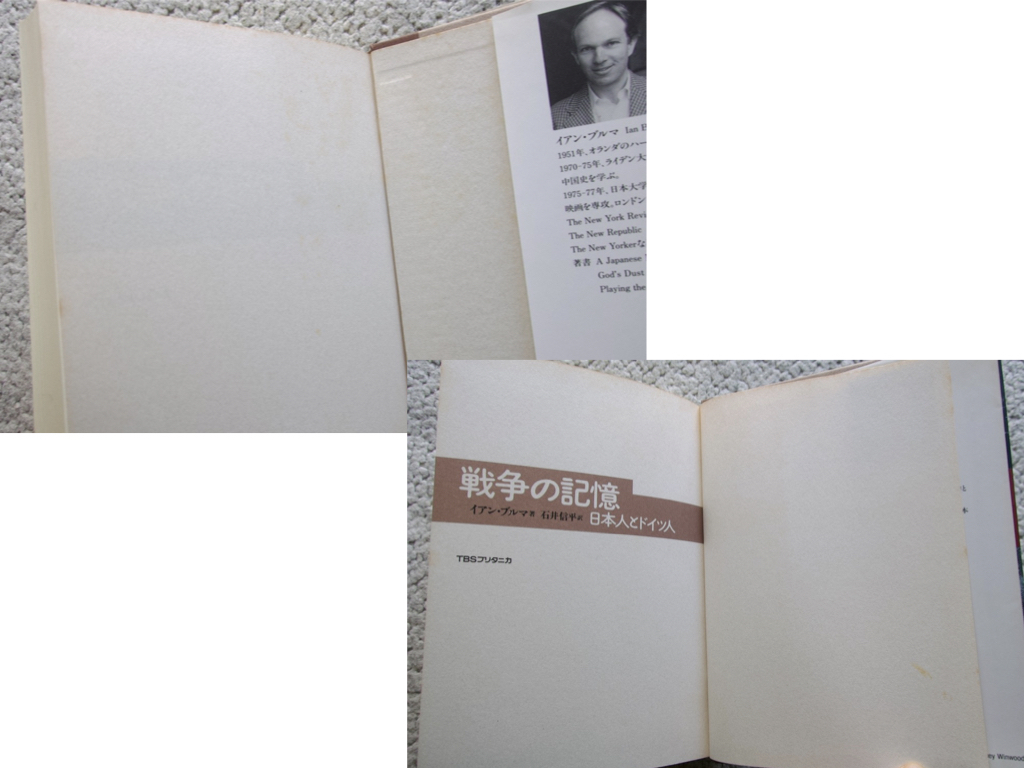 イアン・ブルマ Ian B
1951年、オランダのハー
1970-75年、ライデン大
中国史を学ぶ。
1975-77年、日本大学
映画を専攻。ロンドン
The New York Revi
The New Republic
The New Yorkerな
著書 A Japanese
God's Dust
Playing the
戦争の記憶
イアン・ブルマ著 石井信平訳 日本人とドイツ人
TBSブリタニカ
ey Winwood